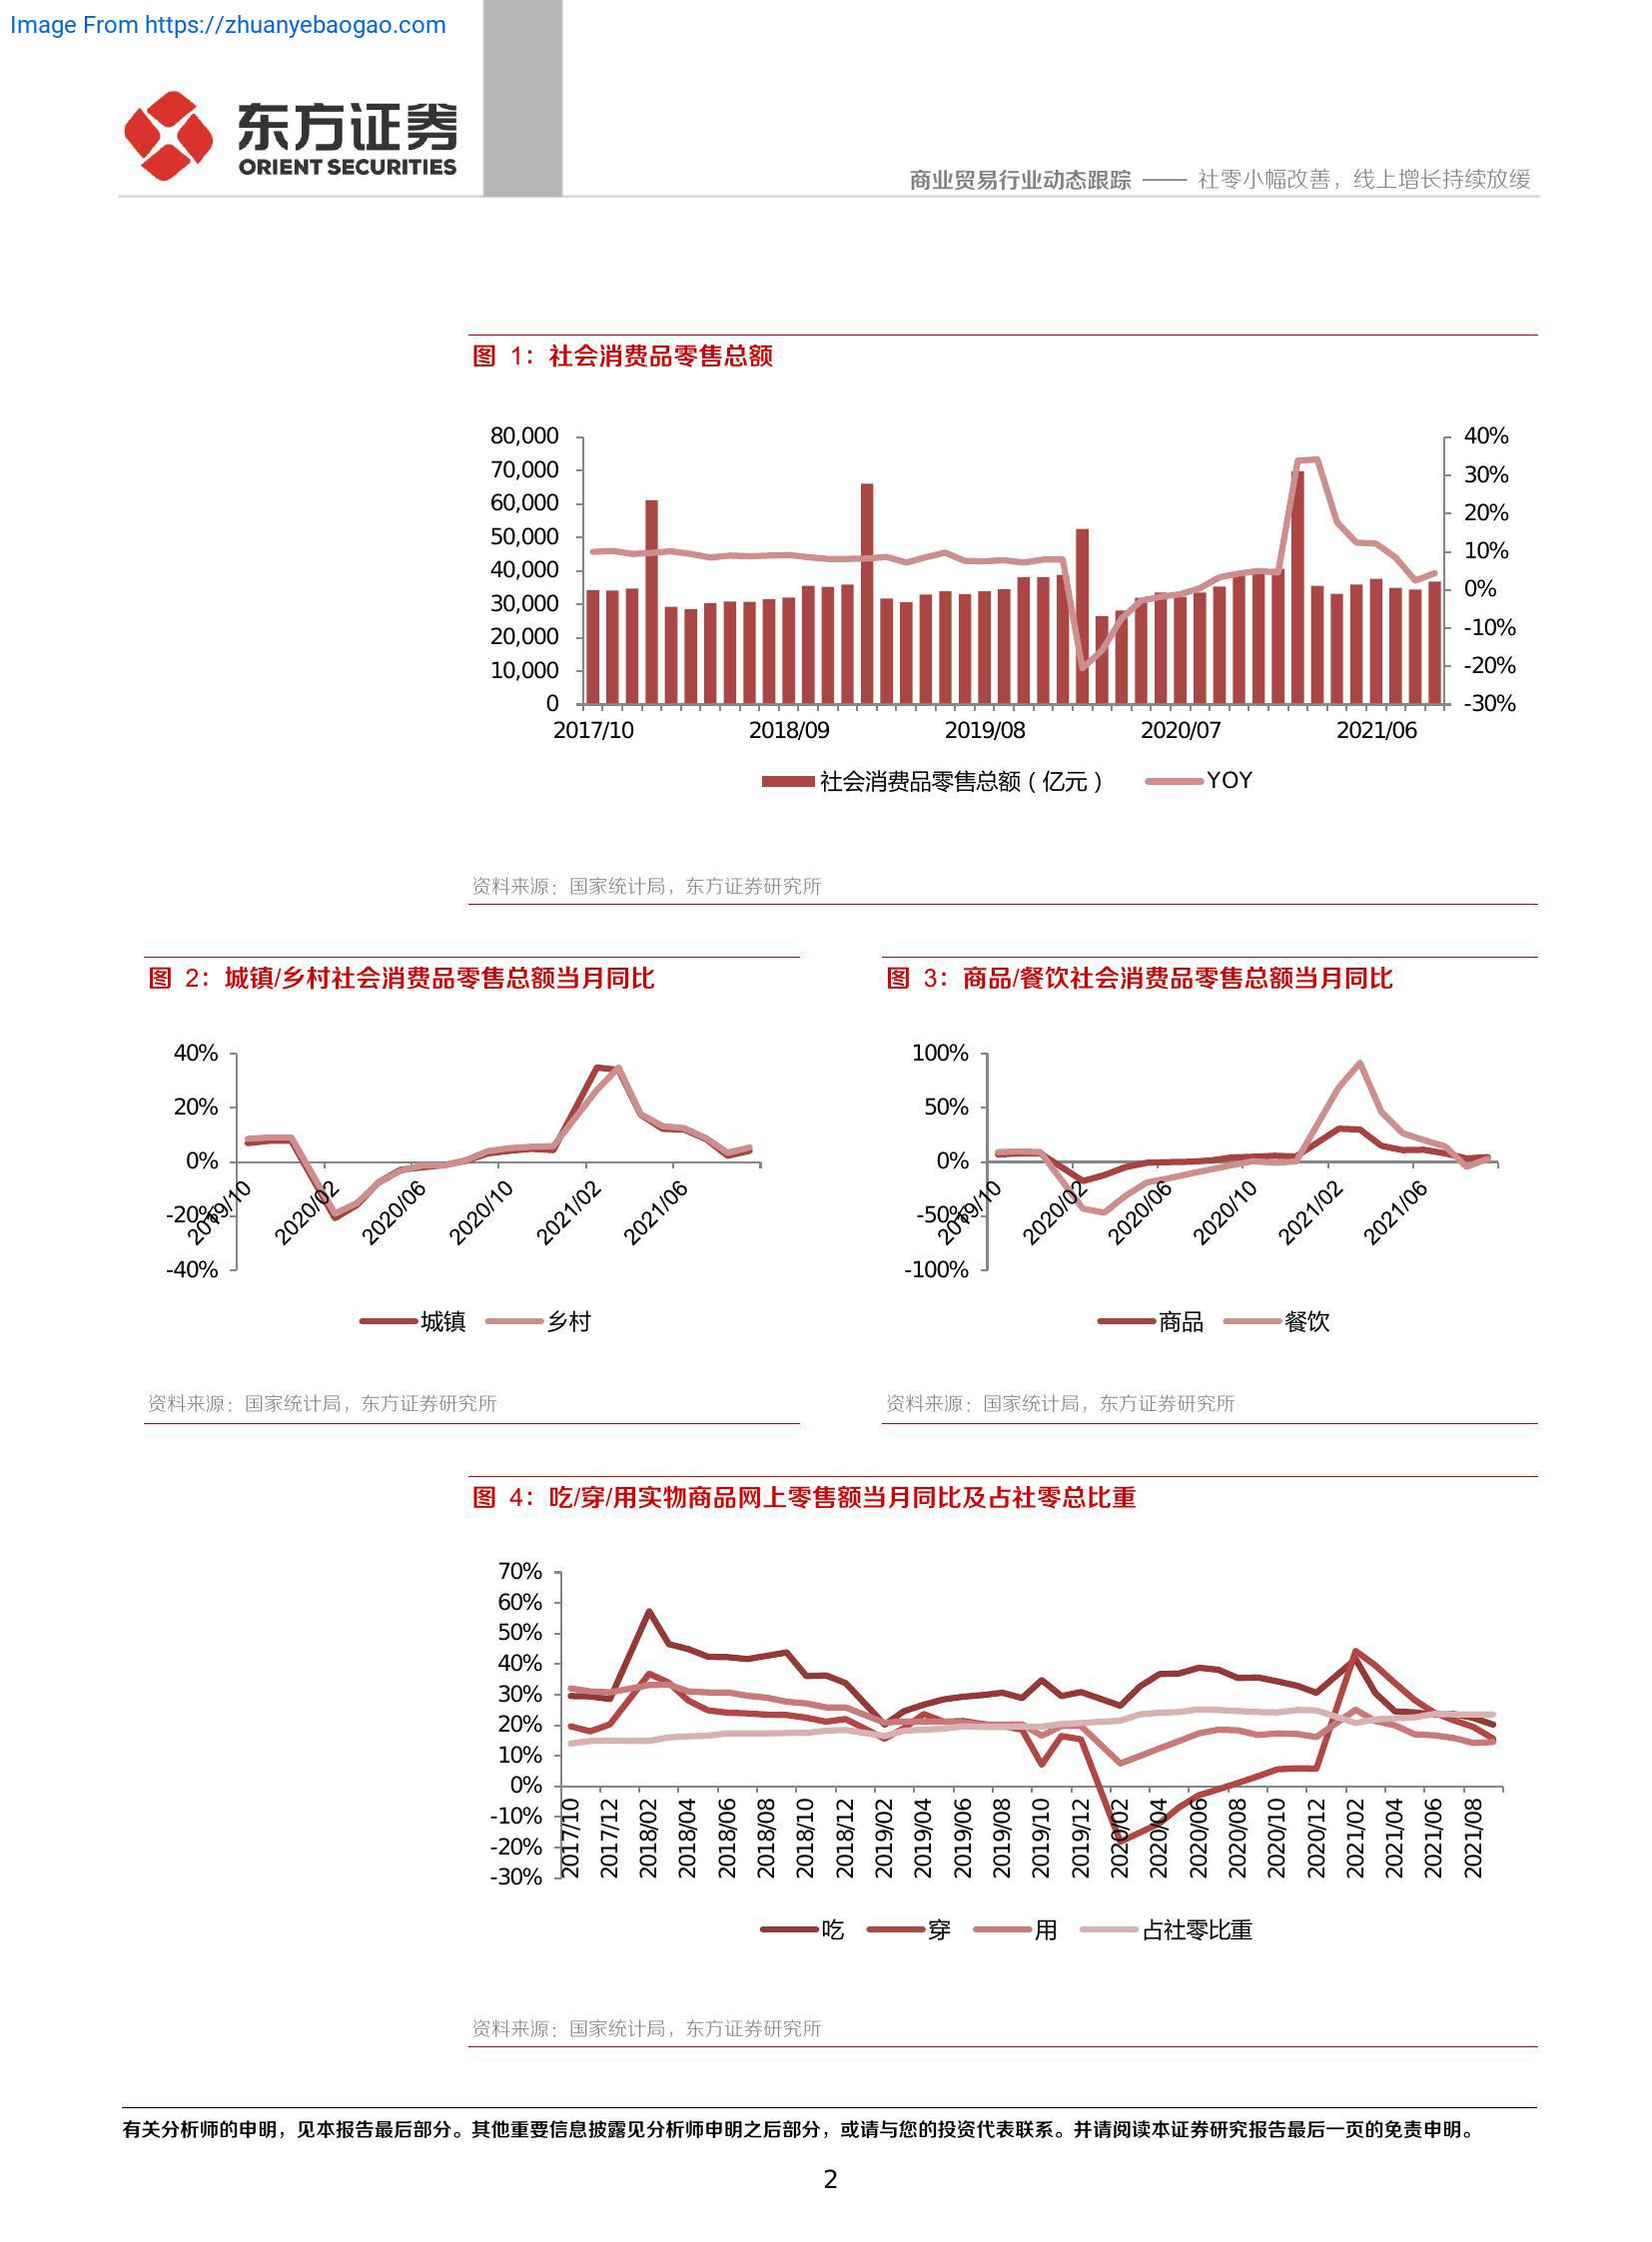 Image From https://zhuanyebaogao.com
东方证券
ORIENT SECURITIES
商业贸易行业动态跟踪 —— 社零小幅改善，线上增长持续放缓
图 1：社会消费品零售总额
80,000
70,000
60,000
50,000
40,000
30,000
20,000
10,000
0
40%
30%
20%
10%
0%
-10%
-20%
-30%
2017/10 2018/09 2019/08 2020/07 2021/06
社会消费品零售总额（亿元） YOY
资料来源：国家统计局，东方证券研究所
图 2：城镇/乡村社会消费品零售总额当月同比
40%
20%
0%
-20%
-40%
2019/10 2020/02 2020/06 2020/10 2021/02 2021/06
城镇 乡村
资料来源：国家统计局，东方证券研究所
图 3：商品/餐饮社会消费品零售总额当月同比
100%
50%
0%
-50%
-100%
2019/10 2020/02 2020/06 2020/10 2021/02 2021/06
商品 餐饮
资料来源：国家统计局，东方证券研究所
图 4：吃/穿/用实物商品网上零售额当月同比及占社零总比重
70%
60%
50%
40%
30%
20%
10%
0%
-10%
-20%
-30%
2017/10 2017/12 2018/02 2018/04 2018/06 2018/08 2018/10 2018/12 2019/02 2019/04 2019/06 2019/08 2019/10 2019/12 2020/02 2020/04 2020/06 2020/08 2020/10 2020/12 2021/02 2021/04 2021/06 2021/08
吃 穿 用 占社零比重
资料来源：国家统计局，东方证券研究所
有关分析师的申明，见本报告最后部分。其他重要信息披露见分析师申明之后部分，或请与您的投资代表联系。并请阅读本证券研究报告最后一页的免责申明。
2